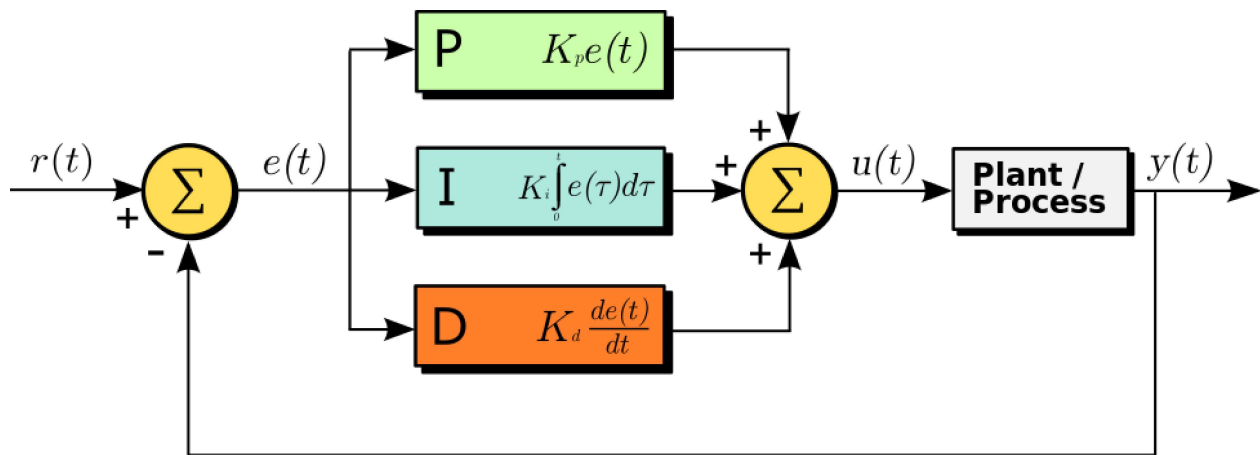 P K_p e(t)
r(t)
+
-
Σ
e(t)
I K_i ∫_0^t e(τ)dτ
D K_d de(t)/dt
+
+
+
Σ
u(t)
Plant /
Process
y(t)